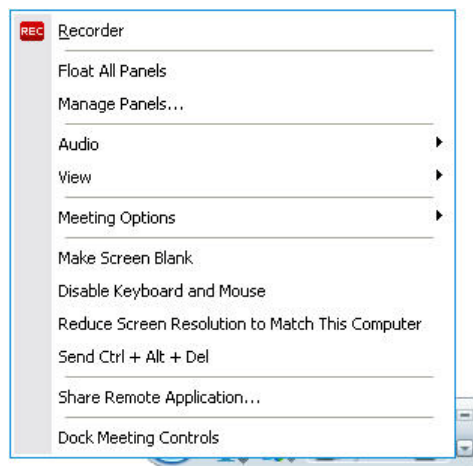 REC Recorder
Float All Panels
Manage Panels...
Audio
View
Meeting Options
Make Screen Blank
Disable Keyboard and Mouse
Reduce Screen Resolution to Match This Computer
Send Ctrl + Alt + Del
Share Remote Application...
Dock Meeting Controls